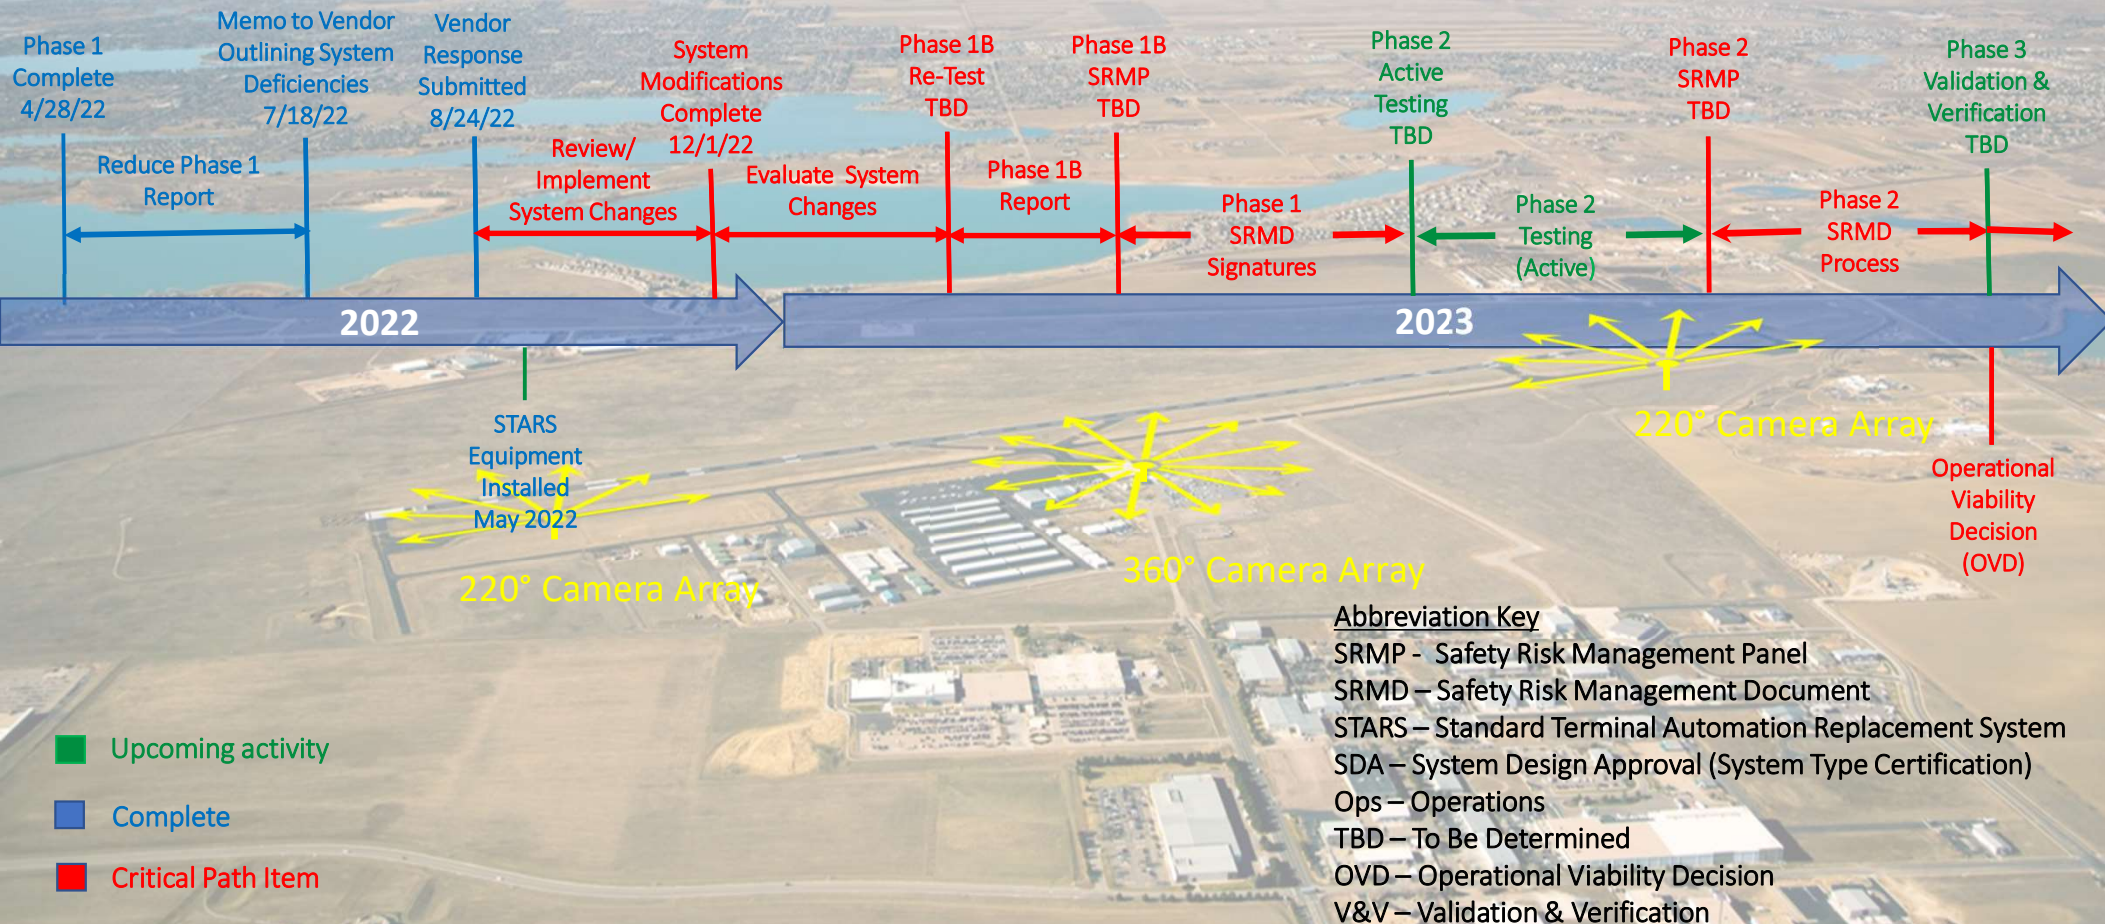 Phase 1
Complete
4/28/22
Memo to Vendor
Outlining System
Deficiencies
7/18/22
Vendor
Response
Submitted
8/24/22
System
Modifications
Complete
12/1/22
Phase 1B
Re-Test
TBD
Phase 1B
SRMP
TBD
Phase 2
Active
Testing
TBD
Phase 2
SRMP
TBD
Phase 3
Validation &
Verification
TBD
Reduce Phase 1
Report
Review/
Implement
System Changes
Evaluate System
Changes
Phase 1B
Report
Phase 1
SRMD
Signatures
Phase 2
Testing
(Active)
Phase 2
SRMD
Process
2022
2023
STARS
Equipment
Installed
May 2022
220° Camera Array
360° Camera Array
220° Camera Array
Operational
Viability
Decision
(OVD)
Upcoming activity
Complete
Critical Path Item
Abbreviation Key
SRMP - Safety Risk Management Panel
SRMD – Safety Risk Management Document
STARS – Standard Terminal Automation Replacement System
SDA – System Design Approval (System Type Certification)
Ops – Operations
TBD – To Be Determined
OVD – Operational Viability Decision
V&V – Validation & Verification